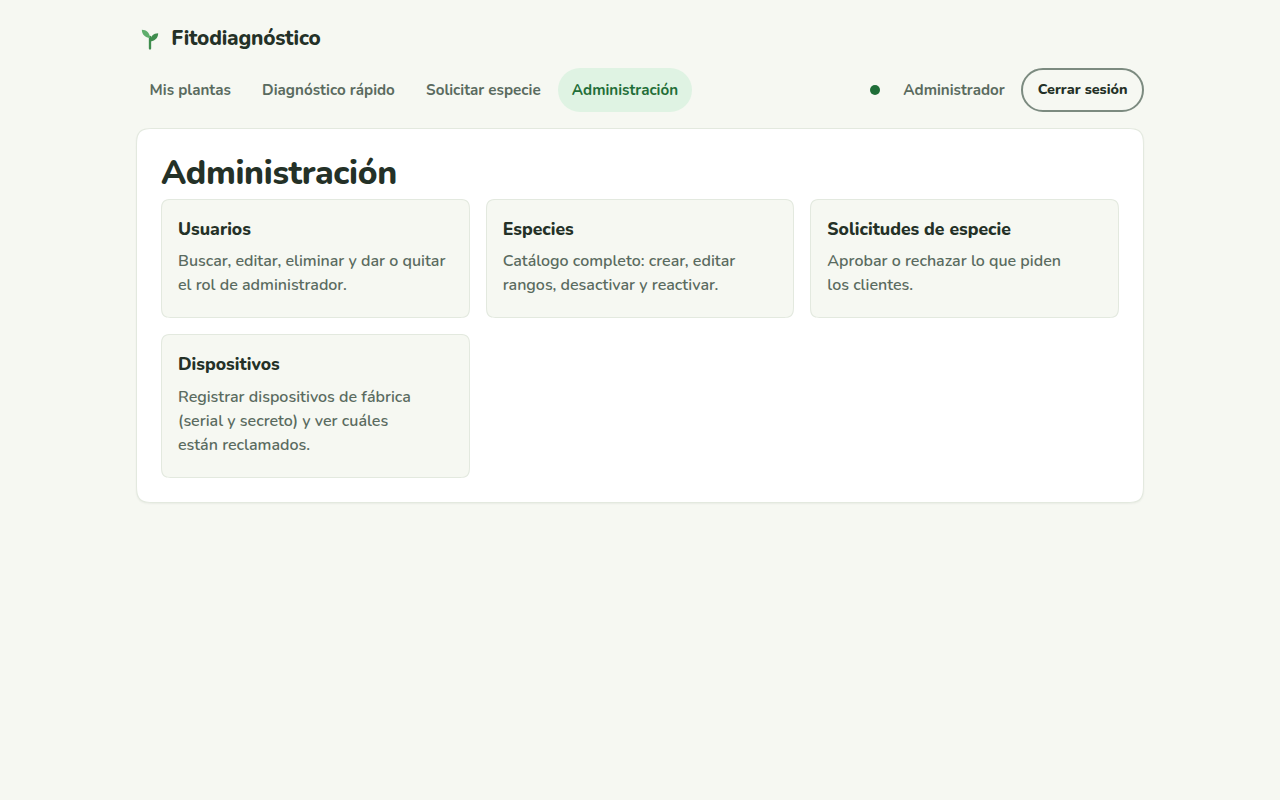 Fitodiagnóstico
Mis plantas
Diagnóstico rápido
Solicitar especie
Administración
Administrador
Cerrar sesión
Administración
Usuarios
Buscar, editar, eliminar y dar o quitar
el rol de administrador.
Especies
Catálogo completo: crear, editar
rangos, desactivar y reactivar.
Solicitudes de especie
Aprobar o rechazar lo que piden
los clientes.
Dispositivos
Registrar dispositivos de fábrica
(serial y secreto) y ver cuáles
están reclamados.